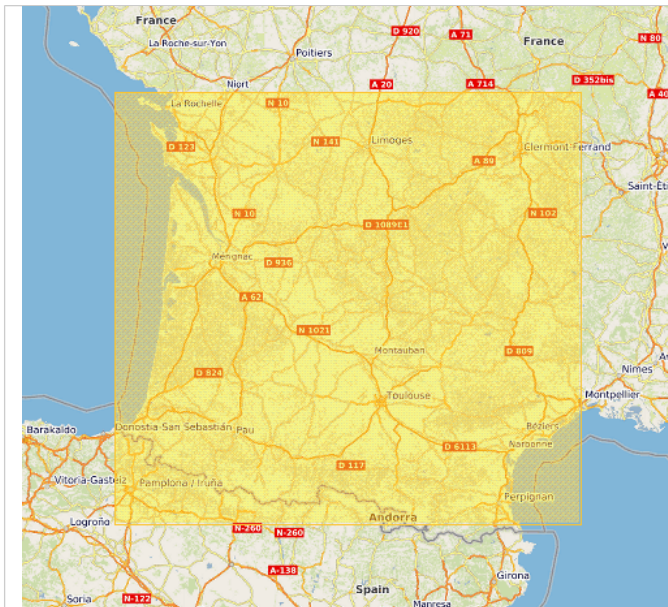 France
D 920
A 71
N 80
La Roche-sur-Yon
France
Poitiers
Niort
A 20
A 714
D 352bis
A 40
La Rochelle
N 10
D 123
N 141
Limoges
Clermont-Ferrand
A 89
Saint-Ét
N 10
D 1089E1
N 102
Mérignac
D 936
A 62
N 1021
Montauban
D 809
D 824
Nîmes
Toulouse
Montpellier
Barakaldo
Donostia-San Sebastián
Pau
Béziers
D 6113
Narbonne
D 117
Vitoria-Gasteiz
Pamplona / Iruña
Perpignan
Logroño
Andorra
N-260
N-260
A-138
Girona
Soria
N-122
Spain
Manresa